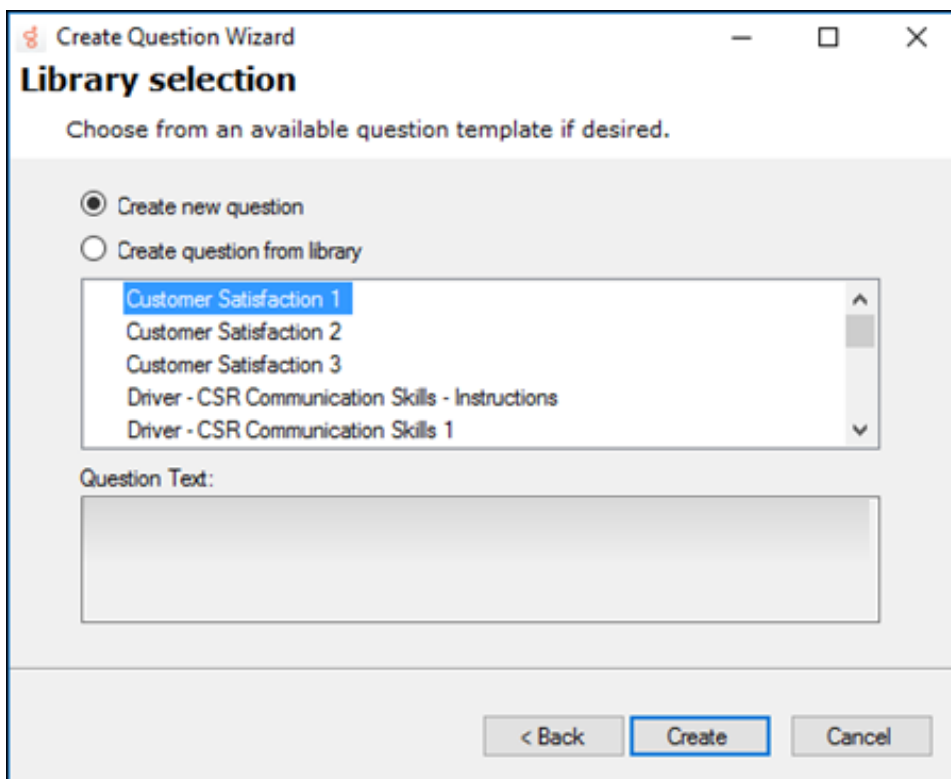 Create Question Wizard
Library selection
Choose from an available question template if desired.
Create new question
Create question from library
Customer Satisfaction 1
Customer Satisfaction 2
Customer Satisfaction 3
Driver - CSR Communication Skills - Instructions
Driver - CSR Communication Skills 1
Question Text:
< Back Create Cancel